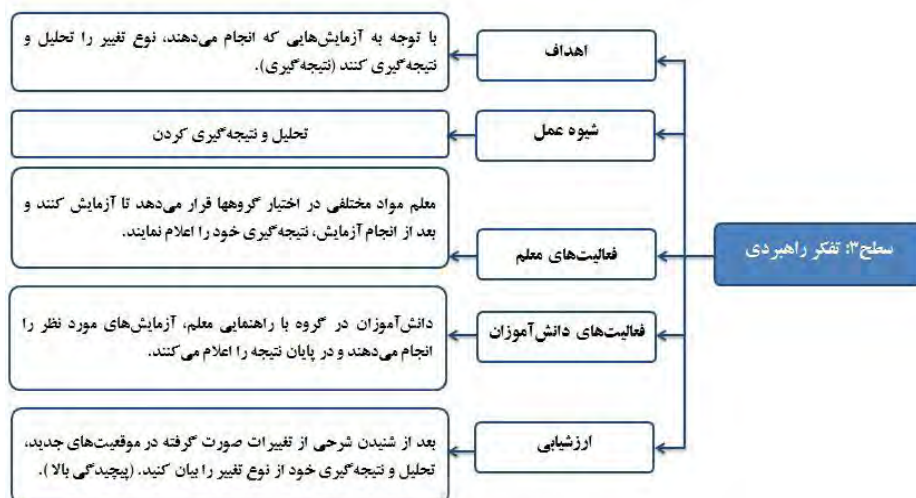 سطح۳: تفکر راهبردی
اهداف
با توجه به آزمایش‌هایی که انجام می‌دهند، نوع تغییر را تحلیل و
نتیجه‌گیری کنند (نتیجه‌گیری).
شیوه عمل
تحلیل و نتیجه‌گیری کردن
فعالیت‌های معلم
معلم مواد مختلفی در اختیار گروهها قرار می‌دهد تا آزمایش کنند و
بعد از انجام آزمایش، نتیجه‌گیری خود را اعلام نمایند.
فعالیت‌های دانش‌آموزان
دانش‌آموزان در گروه با راهنمایی معلم، آزمایش‌های مورد نظر را
انجام می‌دهند و در پایان نتیجه را اعلام می‌کنند.
ارزشیابی
بعد از شنیدن شرحی از تغییرات صورت گرفته در موقعیت‌های جدید،
تحلیل و نتیجه‌گیری خود از نوع تغییر را بیان کنید. (پیچیدگی بالا ).